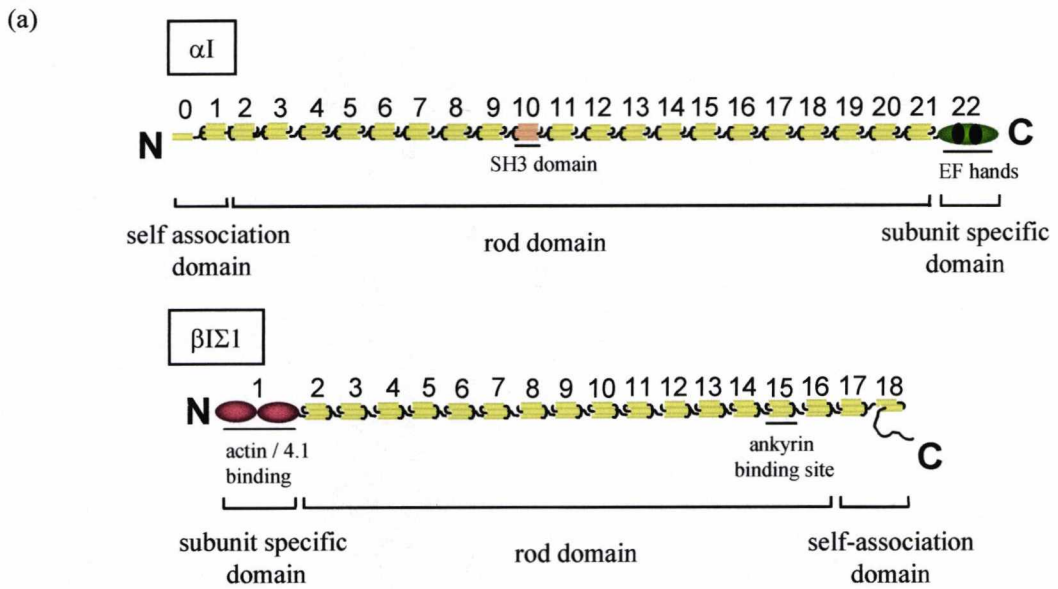 (a)
αI
0 1 2 3 4 5 6 7 8 9 10 11 12 13 14 15 16 17 18 19 20 21 22
N C
SH3 domain
EF hands
self association
domain
rod domain
subunit specific
domain
βIΣ1
1 2 3 4 5 6 7 8 9 10 11 12 13 14 15 16 17 18
N
C
actin / 4.1
binding
ankyrin
binding site
subunit specific
domain
rod domain
self-association
domain